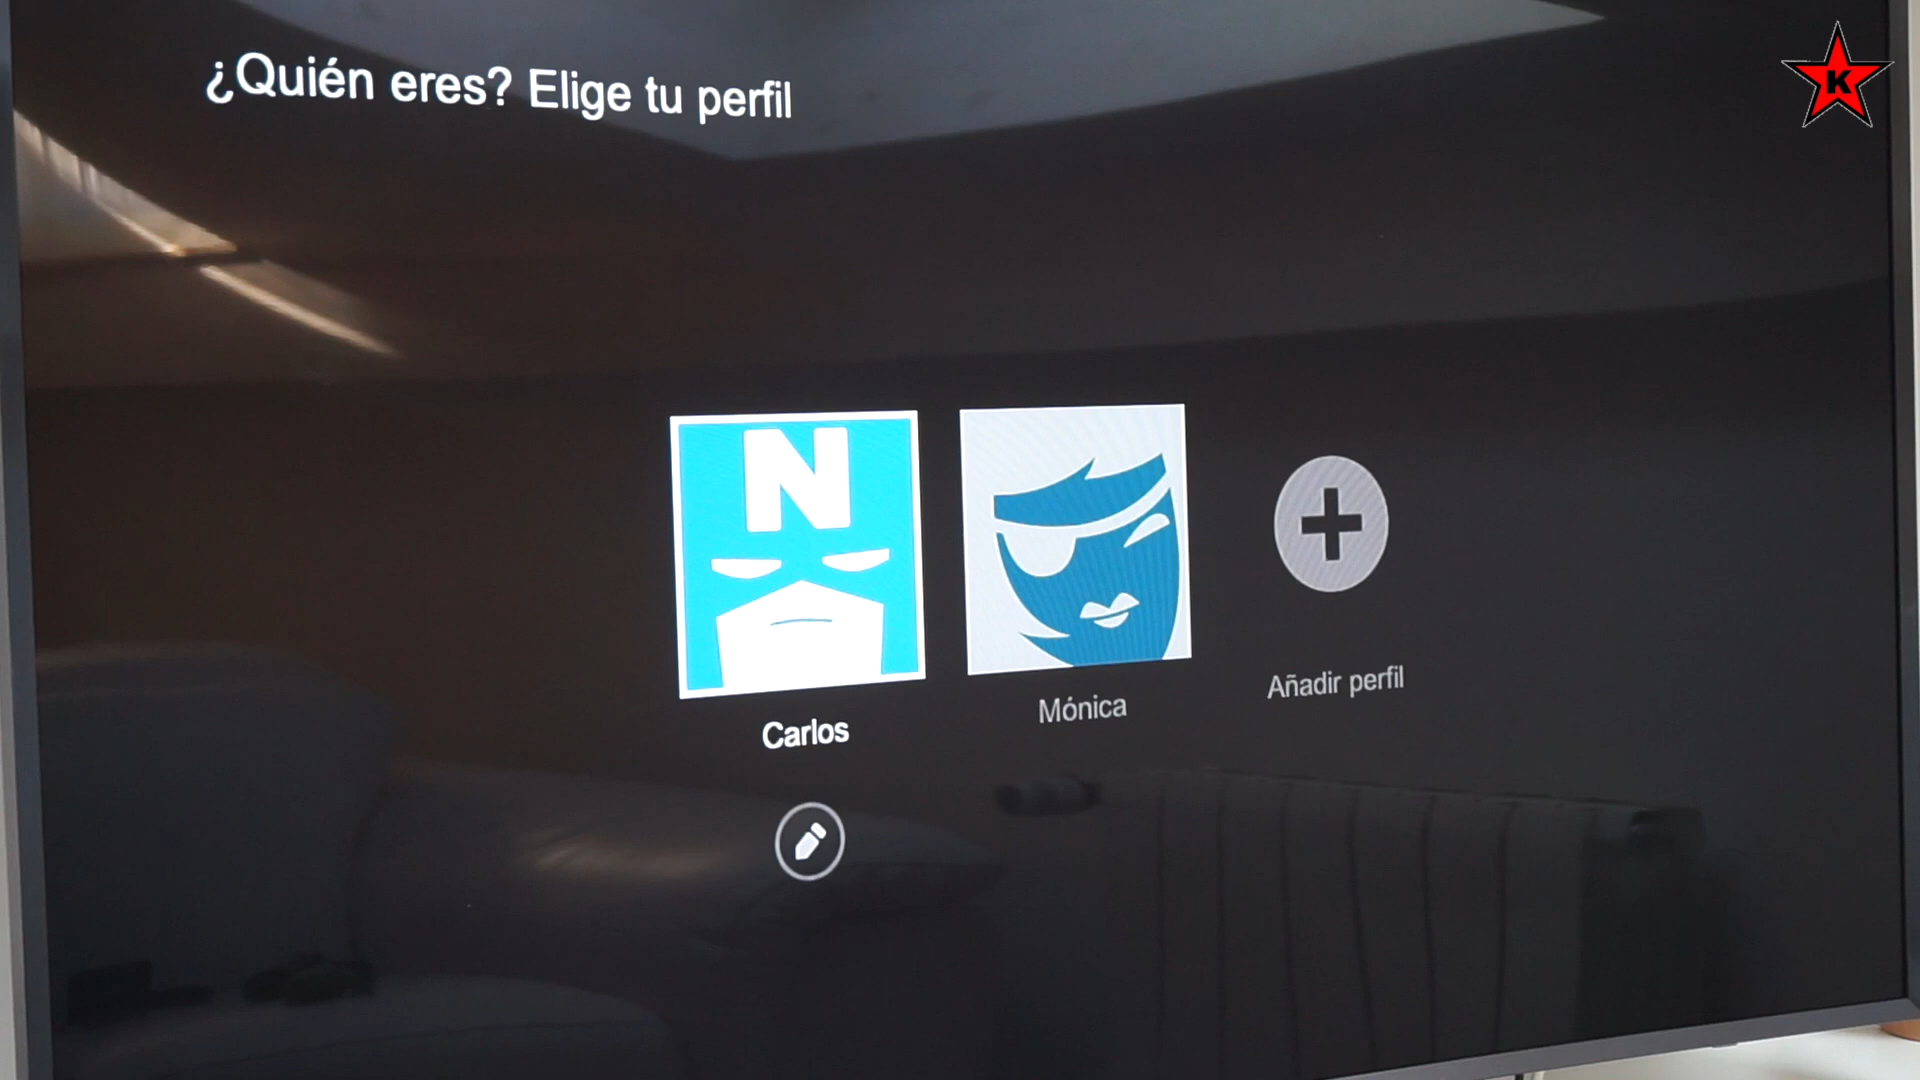 ¿Quién eres? Elige tu perfil
K
N
Carlos
Mónica
Añadir perfil